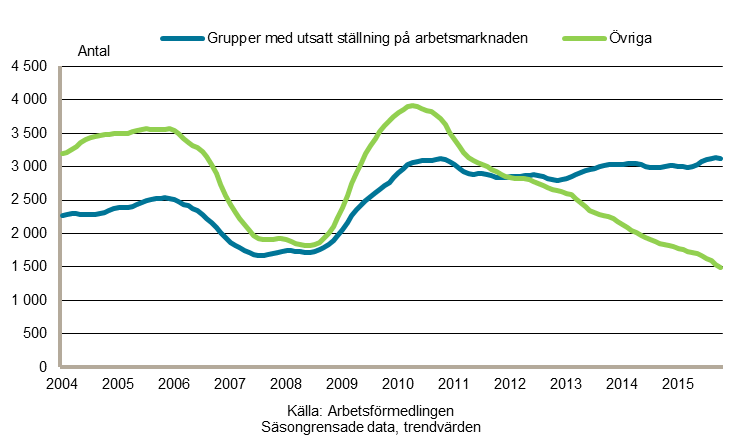 Grupper med utsatt ställning på arbetsmarknaden
Övriga
Antal
4 500
4 000
3 500
3 000
2 500
2 000
1 500
1 000
500
0
2004 2005 2006 2007 2008 2009 2010 2011 2012 2013 2014 2015
Källa: Arbetsförmedlingen
Säsongrensade data, trendvärden